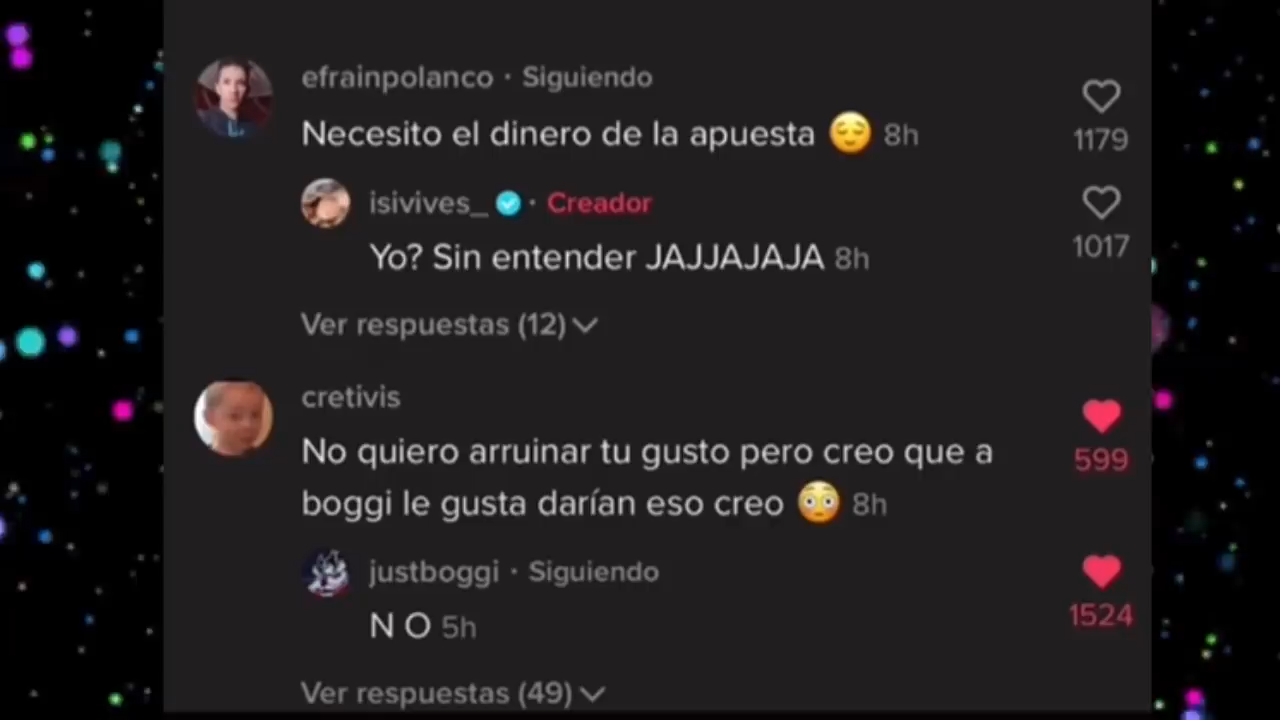 efrainpolanco · Siguiendo
Necesito el dinero de la apuesta 😌 8h
1179
isivives_ · Creador
Yo? Sin entender JAJJAJAJA 8h
1017
Ver respuestas (12)
cretivis
No quiero arruinar tu gusto pero creo que a
boggi le gusta darían eso creo 😳 8h
599
justboggi · Siguiendo
N O 5h
1524
Ver respuestas (49)